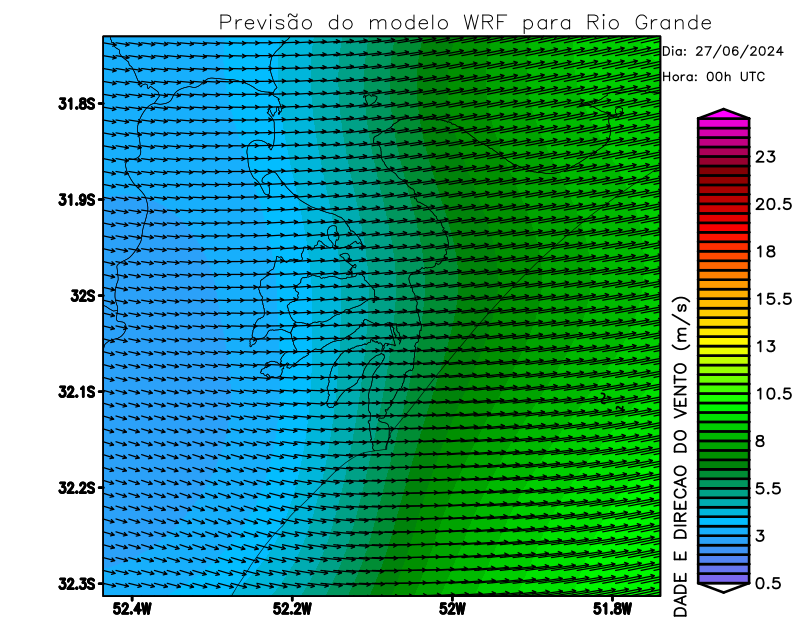 Previsão do modelo WRF para Rio Grande
Dia: 27/06/2024
Hora: 00h UTC
31.8S
31.9S
32S
32.1S
32.2S
32.3S
52.4W
52.2W
52W
51.8W
23
20.5
18
15.5
13
10.5
8
5.5
3
0.5
DADE E DIRECAO DO VENTO (m/s)